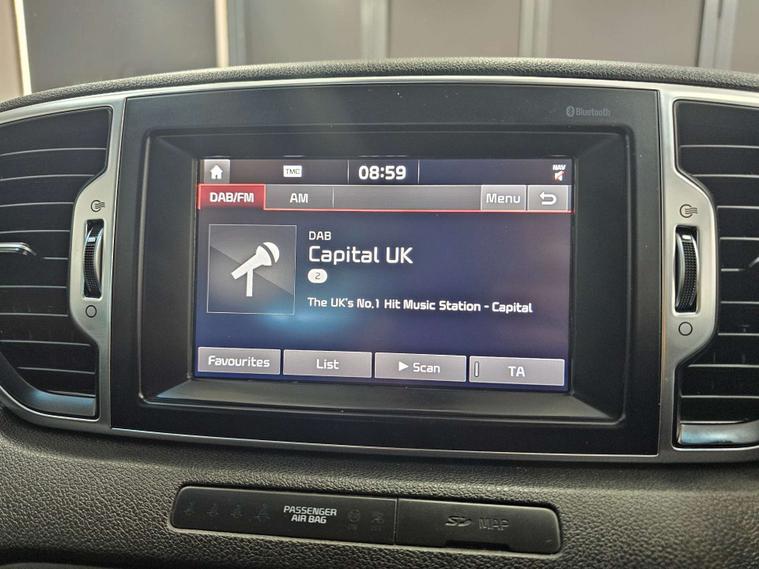 Bluetooth
TMC
08:59
NAV
DAB/FM
AM
Menu
DAB
Capital UK
2
The UK's No.1 Hit Music Station - Capital
Favourites
List
Scan
TA
PASSENGER
AIR BAG
SD MAP